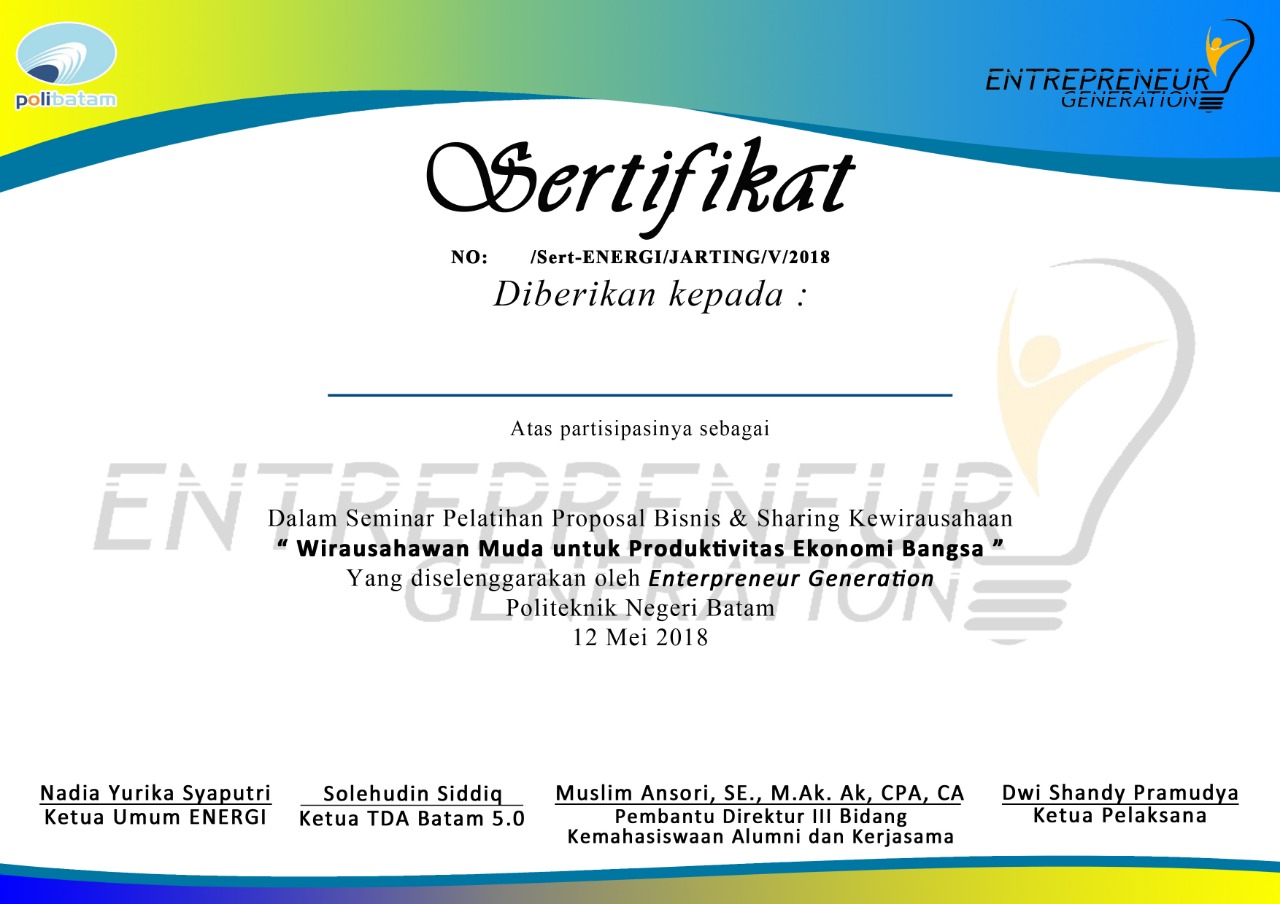 polibatam
ENTREPRENEUR
GENERATION
Sertifikat
NO: /Sert-ENERGI/JARTING/V/2018
Diberikan kepada :
Atas partisipasinya sebagai
ENTREPRENEUR
GENERATION
Dalam Seminar Pelatihan Proposal Bisnis & Sharing Kewirausahaan
“ Wirausahawan Muda untuk Produktivitas Ekonomi Bangsa ”
Yang diselenggarakan oleh Enterpreneur Generation
Politeknik Negeri Batam
12 Mei 2018
Nadia Yurika Syaputri
Ketua Umum ENERGI
Solehudin Siddiq
Ketua TDA Batam 5.0
Muslim Ansori, SE., M.Ak. Ak, CPA, CA
Pembantu Direktur III Bidang
Kemahasiswaan Alumni dan Kerjasama
Dwi Shandy Pramudya
Ketua Pelaksana